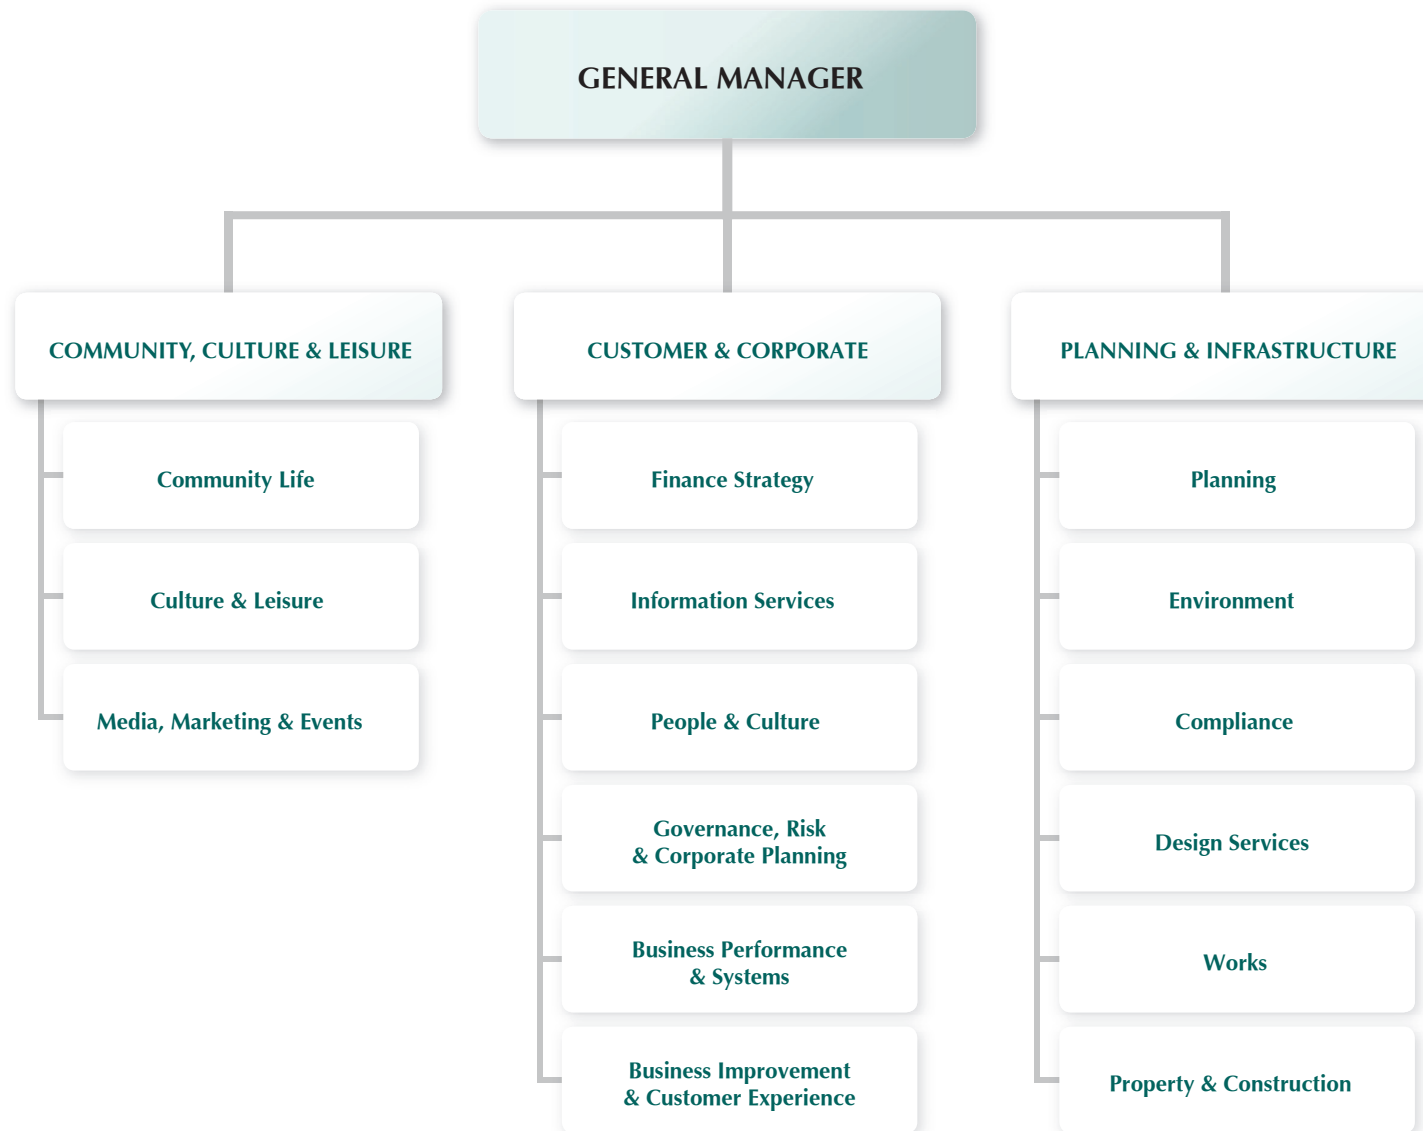 GENERAL MANAGER
COMMUNITY, CULTURE & LEISURE
Community Life
Culture & Leisure
Media, Marketing & Events
CUSTOMER & CORPORATE
Finance Strategy
Information Services
People & Culture
Governance, Risk
& Corporate Planning
Business Performance
& Systems
Business Improvement
& Customer Experience
PLANNING & INFRASTRUCTURE
Planning
Environment
Compliance
Design Services
Works
Property & Construction